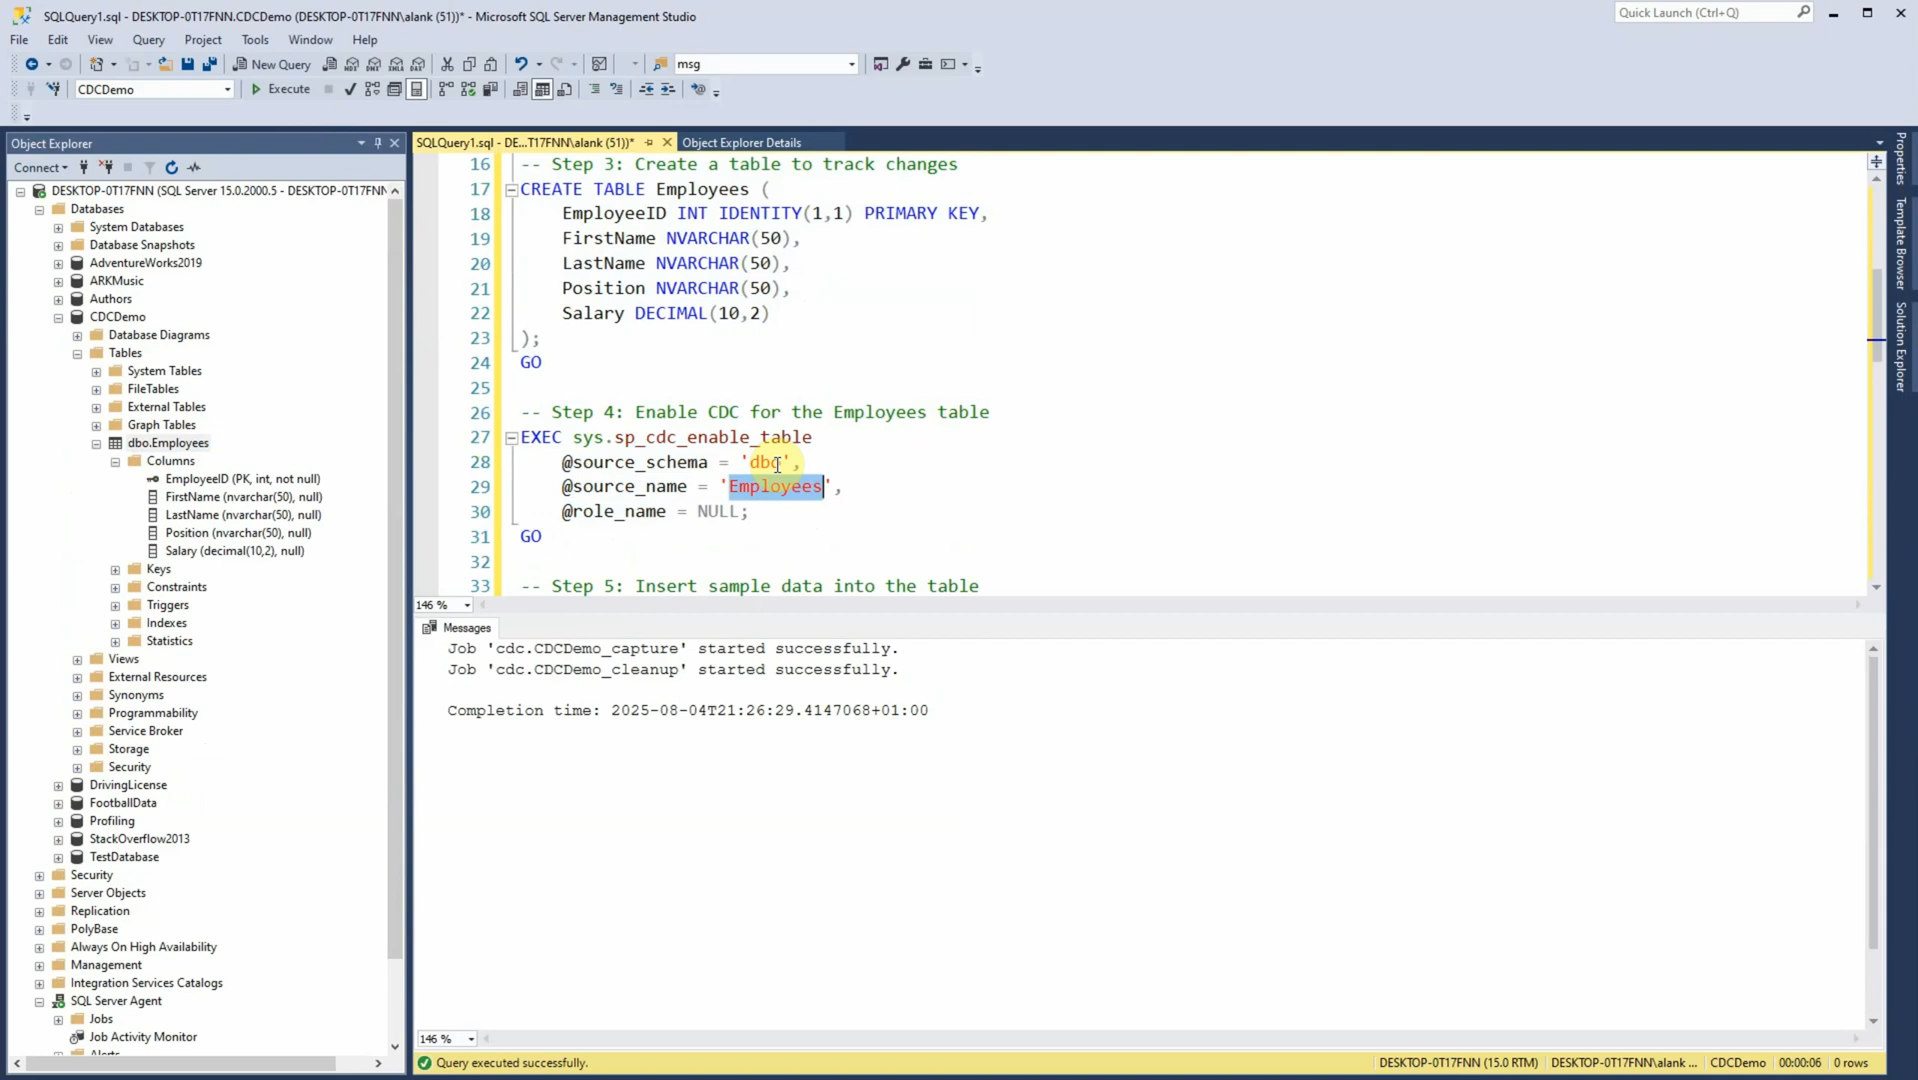 SQLQuery1.sql - DESKTOP-0T17FNN.CDCDemo (DESKTOP-0T17FNN\alank (51))* - Microsoft SQL Server Management Studio
Quick Launch (Ctrl+Q)
File Edit View Query Project Tools Window Help
New Query
msg
CDCDemo
Execute
Object Explorer
Connect
DESKTOP-0T17FNN (SQL Server 15.0.2000.5 - DESKTOP-0T17FNN
Databases
System Databases
Database Snapshots
AdventureWorks2019
ARKMusic
Authors
CDCDemo
Database Diagrams
Tables
System Tables
FileTables
External Tables
Graph Tables
dbo.Employees
Columns
EmployeeID (PK, int, not null)
FirstName (nvarchar(50), null)
LastName (nvarchar(50), null)
Position (nvarchar(50), null)
Salary (decimal(10,2), null)
Keys
Constraints
Triggers
Indexes
Statistics
Views
External Resources
Synonyms
Programmability
Service Broker
Storage
Security
DrivingLicense
FootballData
Profiling
StackOverflow2013
TestDatabase
Security
Server Objects
Replication
PolyBase
Always On High Availability
Management
Integration Services Catalogs
SQL Server Agent
Jobs
Job Activity Monitor
Alerts
SQLQuery1.sql - DE...T17FNN\alank (51))*
Object Explorer Details
16 -- Step 3: Create a table to track changes
17 CREATE TABLE Employees (
18 EmployeeID INT IDENTITY(1,1) PRIMARY KEY,
19 FirstName NVARCHAR(50),
20 LastName NVARCHAR(50),
21 Position NVARCHAR(50),
22 Salary DECIMAL(10,2)
23 );
24 GO
25
26 -- Step 4: Enable CDC for the Employees table
27 EXEC sys.sp_cdc_enable_table
28 @source_schema = 'dbo',
29 @source_name = 'Employees',
30 @role_name = NULL;
31 GO
32
33 -- Step 5: Insert sample data into the table
146 %
Messages
Job 'cdc.CDCDemo_capture' started successfully.
Job 'cdc.CDCDemo_cleanup' started successfully.
Completion time: 2025-08-04T21:26:29.4147068+01:00
146 %
Query executed successfully.
DESKTOP-0T17FNN (15.0 RTM)
DESKTOP-0T17FNN\alank ...
CDCDemo
00:00:06
0 rows
Properties
Template Browser
Solution Explorer